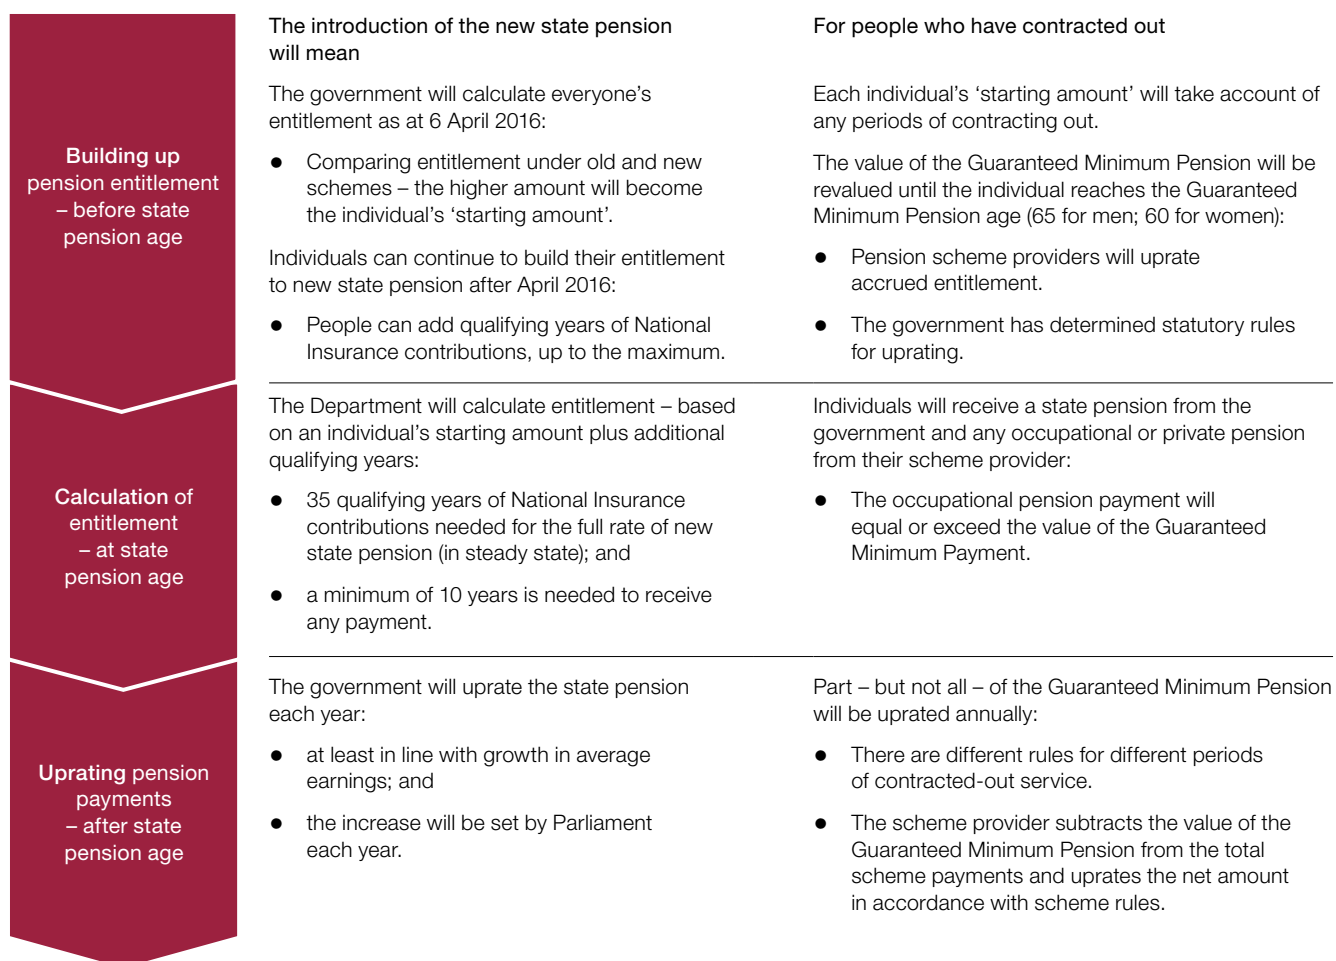 The introduction of the new state pension
will mean
For people who have contracted out
Building up
pension entitlement
– before state
pension age
The government will calculate everyone’s
entitlement as at 6 April 2016:
● Comparing entitlement under old and new
schemes – the higher amount will become
the individual’s ‘starting amount’.
Individuals can continue to build their entitlement
to new state pension after April 2016:
● People can add qualifying years of National
Insurance contributions, up to the maximum.
Each individual’s ‘starting amount’ will take account of
any periods of contracting out.
The value of the Guaranteed Minimum Pension will be
revalued until the individual reaches the Guaranteed
Minimum Pension age (65 for men; 60 for women):
● Pension scheme providers will uprate
accrued entitlement.
● The government has determined statutory rules
for uprating.
Calculation of
entitlement
– at state
pension age
The Department will calculate entitlement – based
on an individual’s starting amount plus additional
qualifying years:
● 35 qualifying years of National Insurance
contributions needed for the full rate of new
state pension (in steady state); and
● a minimum of 10 years is needed to receive
any payment.
Individuals will receive a state pension from the
government and any occupational or private pension
from their scheme provider:
● The occupational pension payment will
equal or exceed the value of the Guaranteed
Minimum Payment.
Uprating pension
payments
– after state
pension age
The government will uprate the state pension
each year:
● at least in line with growth in average
earnings; and
● the increase will be set by Parliament
each year.
Part – but not all – of the Guaranteed Minimum Pension
will be uprated annually:
● There are different rules for different periods
of contracted-out service.
● The scheme provider subtracts the value of the
Guaranteed Minimum Pension from the total
scheme payments and uprates the net amount
in accordance with scheme rules.